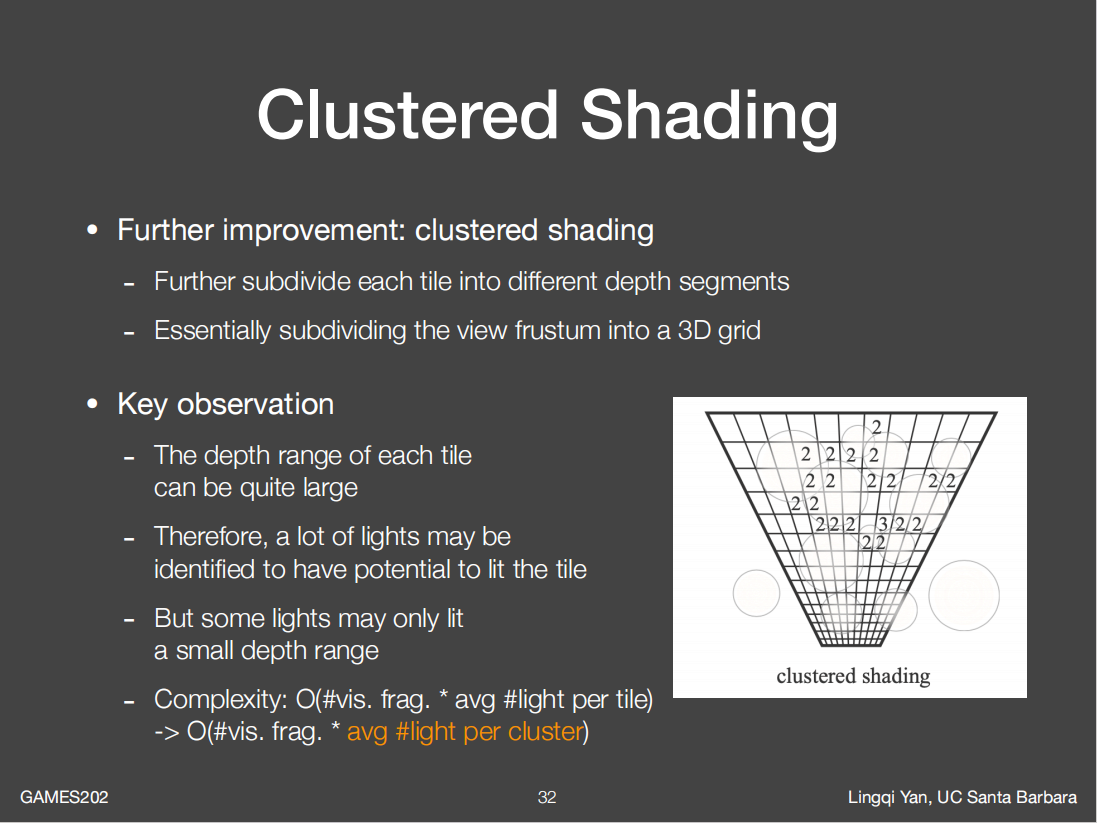 Clustered Shading
• Further improvement: clustered shading
- Further subdivide each tile into different depth segments
- Essentially subdividing the view frustum into a 3D grid
• Key observation
- The depth range of each tile
can be quite large
- Therefore, a lot of lights may be
identified to have potential to lit the tile
- But some lights may only lit
a small depth range
- Complexity: O(#vis. frag. * avg #light per tile)
-> O(#vis. frag. * avg #light per cluster)
2
2 2 2 2
2 2 2 2 2 2
2 2
2 2 2 3 2 2
2 2
clustered shading
GAMES202
32
Lingqi Yan, UC Santa Barbara